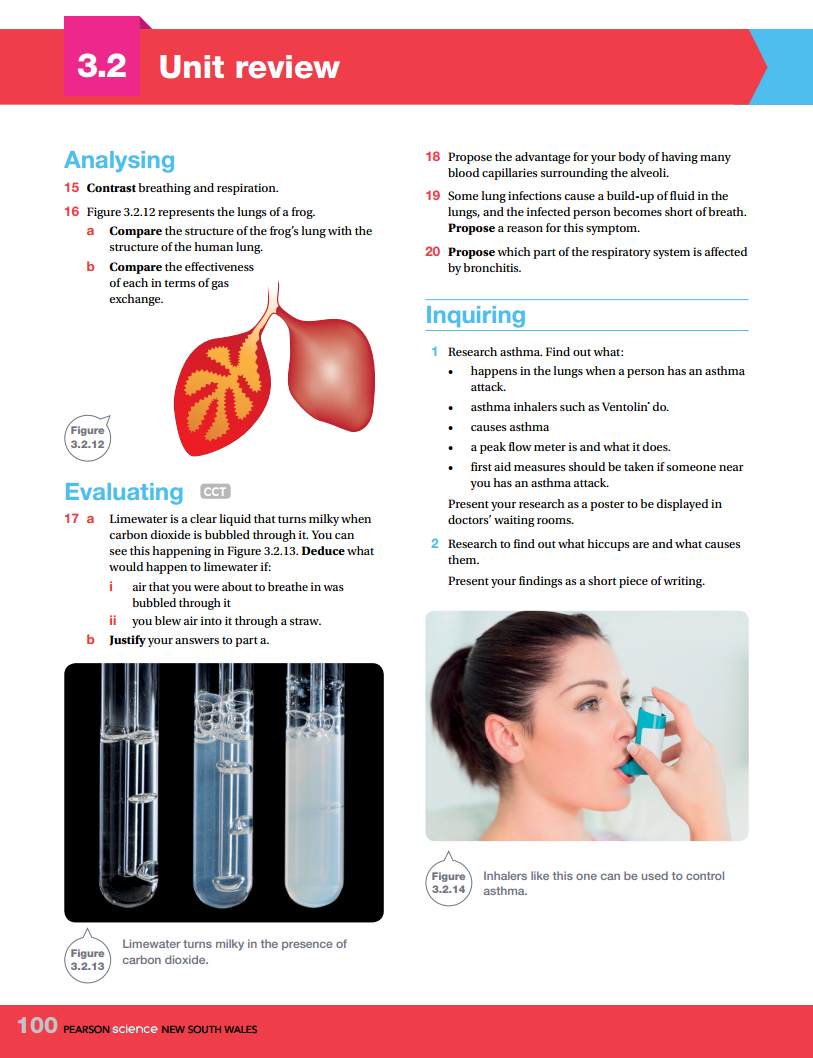 3.2 Unit review
Analysing
15 Contrast breathing and respiration.
16 Figure 3.2.12 represents the lungs of a frog.
a Compare the structure of the frog's lung with the
structure of the human lung.
b Compare the effectiveness
of each in terms of gas
exchange.
Figure
3.2.12
Evaluating CCT
17 a Limewater is a clear liquid that turns milky when
carbon dioxide is bubbled through it. You can
see this happening in Figure 3.2.13. Deduce what
would happen to limewater if:
i air that you were about to breathe in was
bubbled through it
ii you blew air into it through a straw.
b Justify your answers to part a.
Figure
3.2.13
Limewater turns milky in the presence of
carbon dioxide.
18 Propose the advantage for your body of having many
blood capillaries surrounding the alveoli.
19 Some lung infections cause a build-up of fluid in the
lungs, and the infected person becomes short of breath.
Propose a reason for this symptom.
20 Propose which part of the respiratory system is affected
by bronchitis.
Inquiring
1 Research asthma. Find out what:
• happens in the lungs when a person has an asthma
attack.
• asthma inhalers such as Ventolin* do.
• causes asthma
• a peak flow meter is and what it does.
• first aid measures should be taken if someone near
you has an asthma attack.
Present your research as a poster to be displayed in
doctors' waiting rooms.
2 Research to find out what hiccups are and what causes
them.
Present your findings as a short piece of writing.
Figure
3.2.14
Inhalers like this one can be used to control
asthma.
100 PEARSON science NEW SOUTH WALES